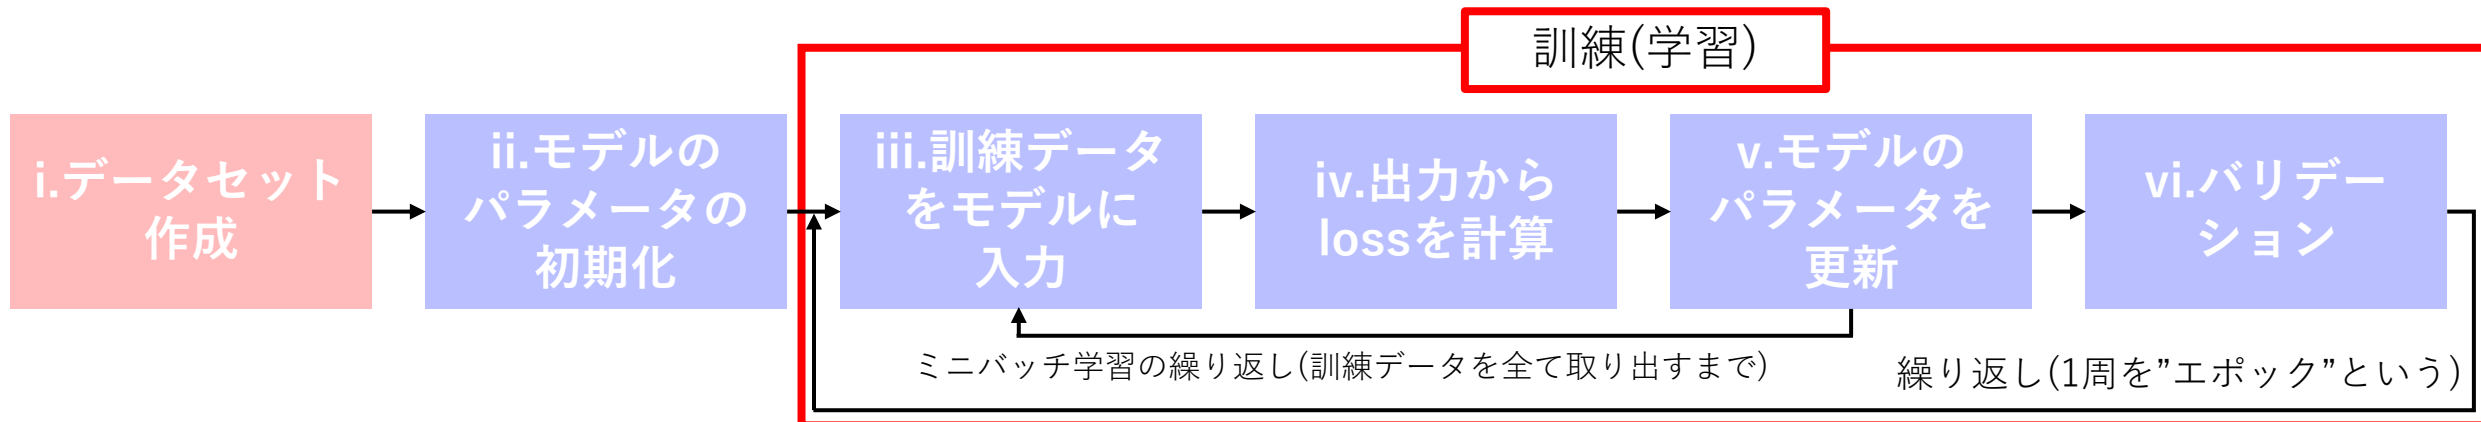 訓練(学習)
i.データセット
作成
ii.モデルの
パラメータの
初期化
iii.訓練データ
をモデルに
入力
iv.出力から
lossを計算
v.モデルの
パラメータを
更新
vi.バリデー
ション
ミニバッチ学習の繰り返し(訓練データを全て取り出すまで)
繰り返し(1周を”エポック”という)